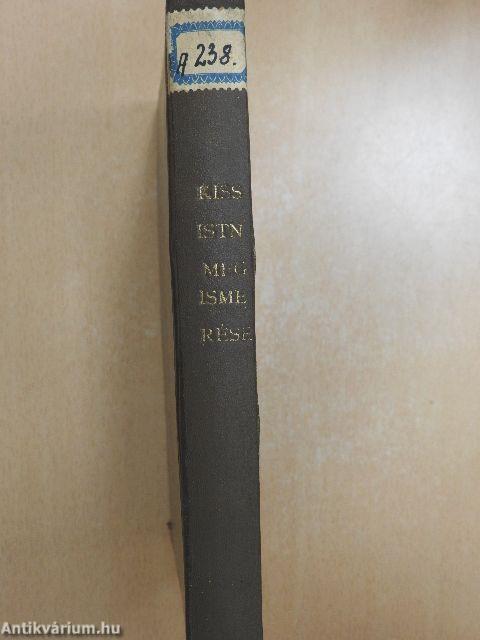 A 238.
KISS
ISTN
MEG
ISME
RÉSE
Antikvárium.hu